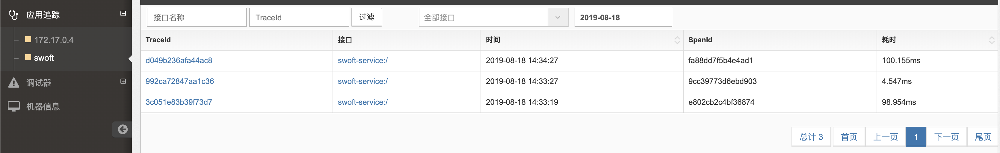 应用追踪
172.17.0.4
swoft
调试器
机器信息
接口名称 TraceId 过滤 全部接口 2019-08-18
TraceId 接口 时间 SpanId 耗时
d049b236afa44ac8 swoft-service:/ 2019-08-18 14:34:27 fa88dd7f5b4e4ad1 100.155ms
992ca72847aa1c36 swoft-service:/ 2019-08-18 14:33:27 9cc39773d6ebd903 4.547ms
3c051e83b39f73d7 swoft-service:/ 2019-08-18 14:33:19 e802cb2c4bf36874 98.954ms
总计 3 首页 上一页 1 下一页 尾页